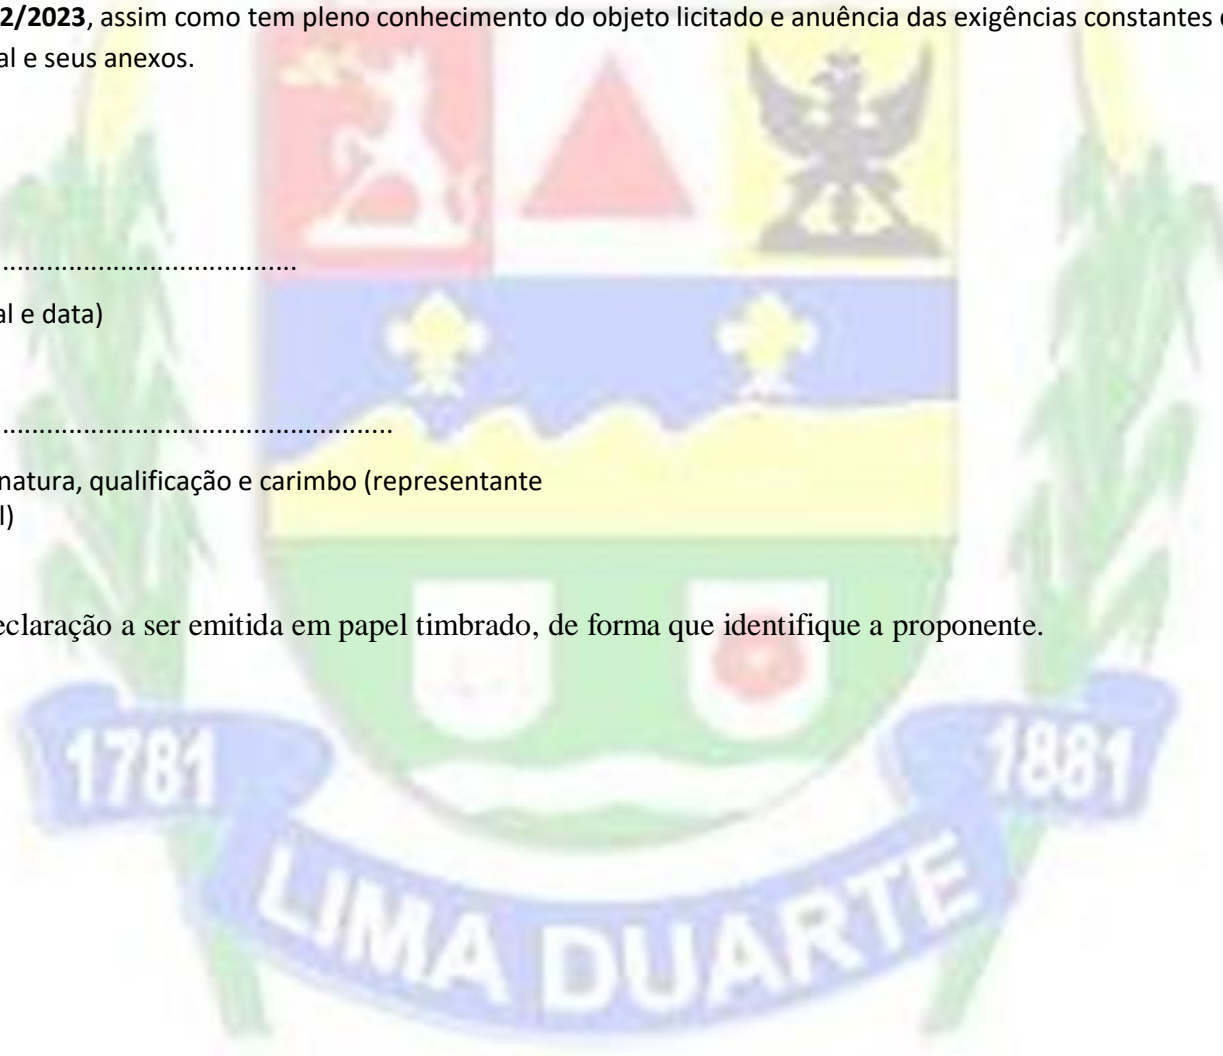 2/2023, assim como tem pleno conhecimento do objeto licitado e anuência das exigências constantes
al e seus anexos.
........................................
al e data)
.....................................................
natura, qualificação e carimbo (representante
l)
eclaração a ser emitida em papel timbrado, de forma que identifique a proponente.
1781
1881
LIMA DUARTE